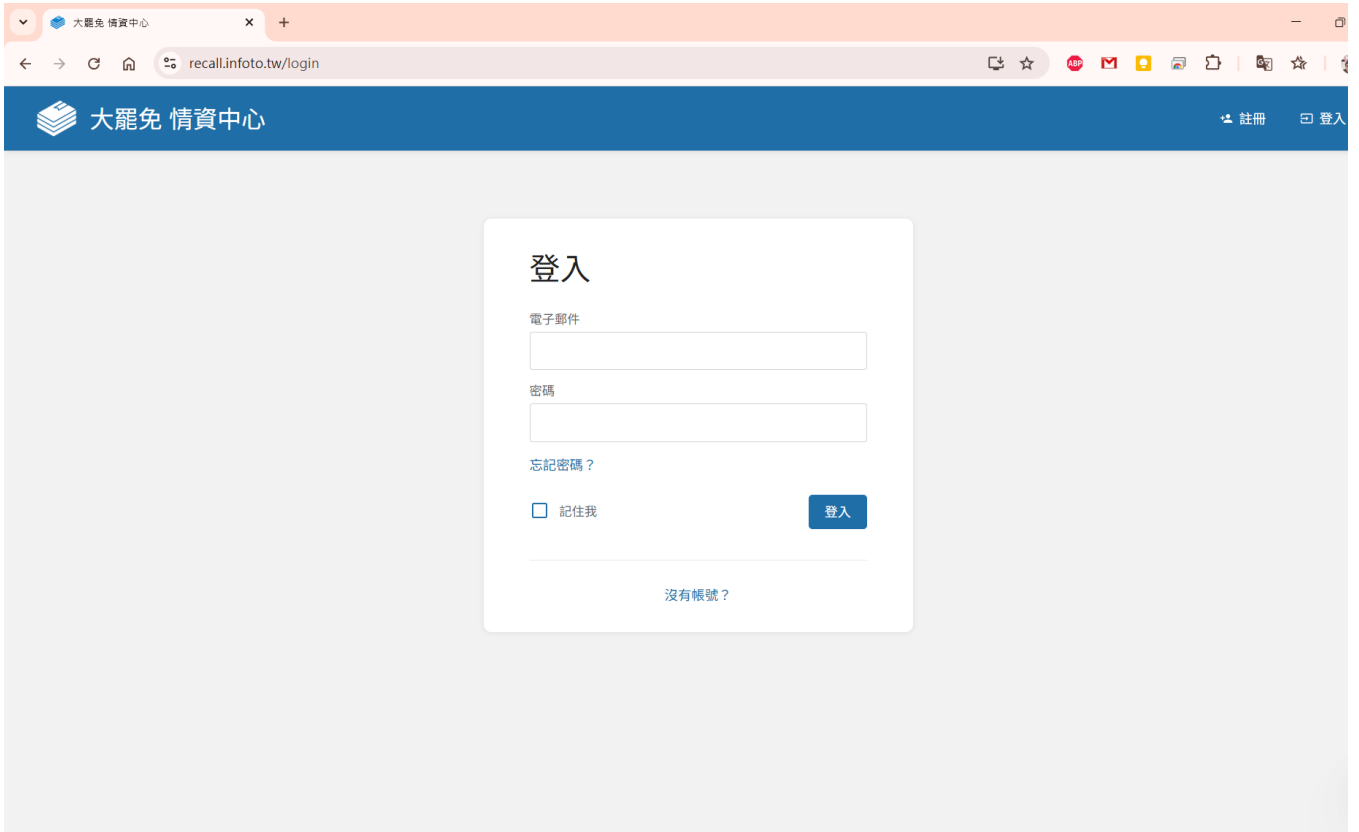 大罷免 情資中心
recall.infoto.tw/login
ABP
大罷免 情資中心
註冊
登入
登入
電子郵件
密碼
忘記密碼？
記住我
登入
沒有帳號？